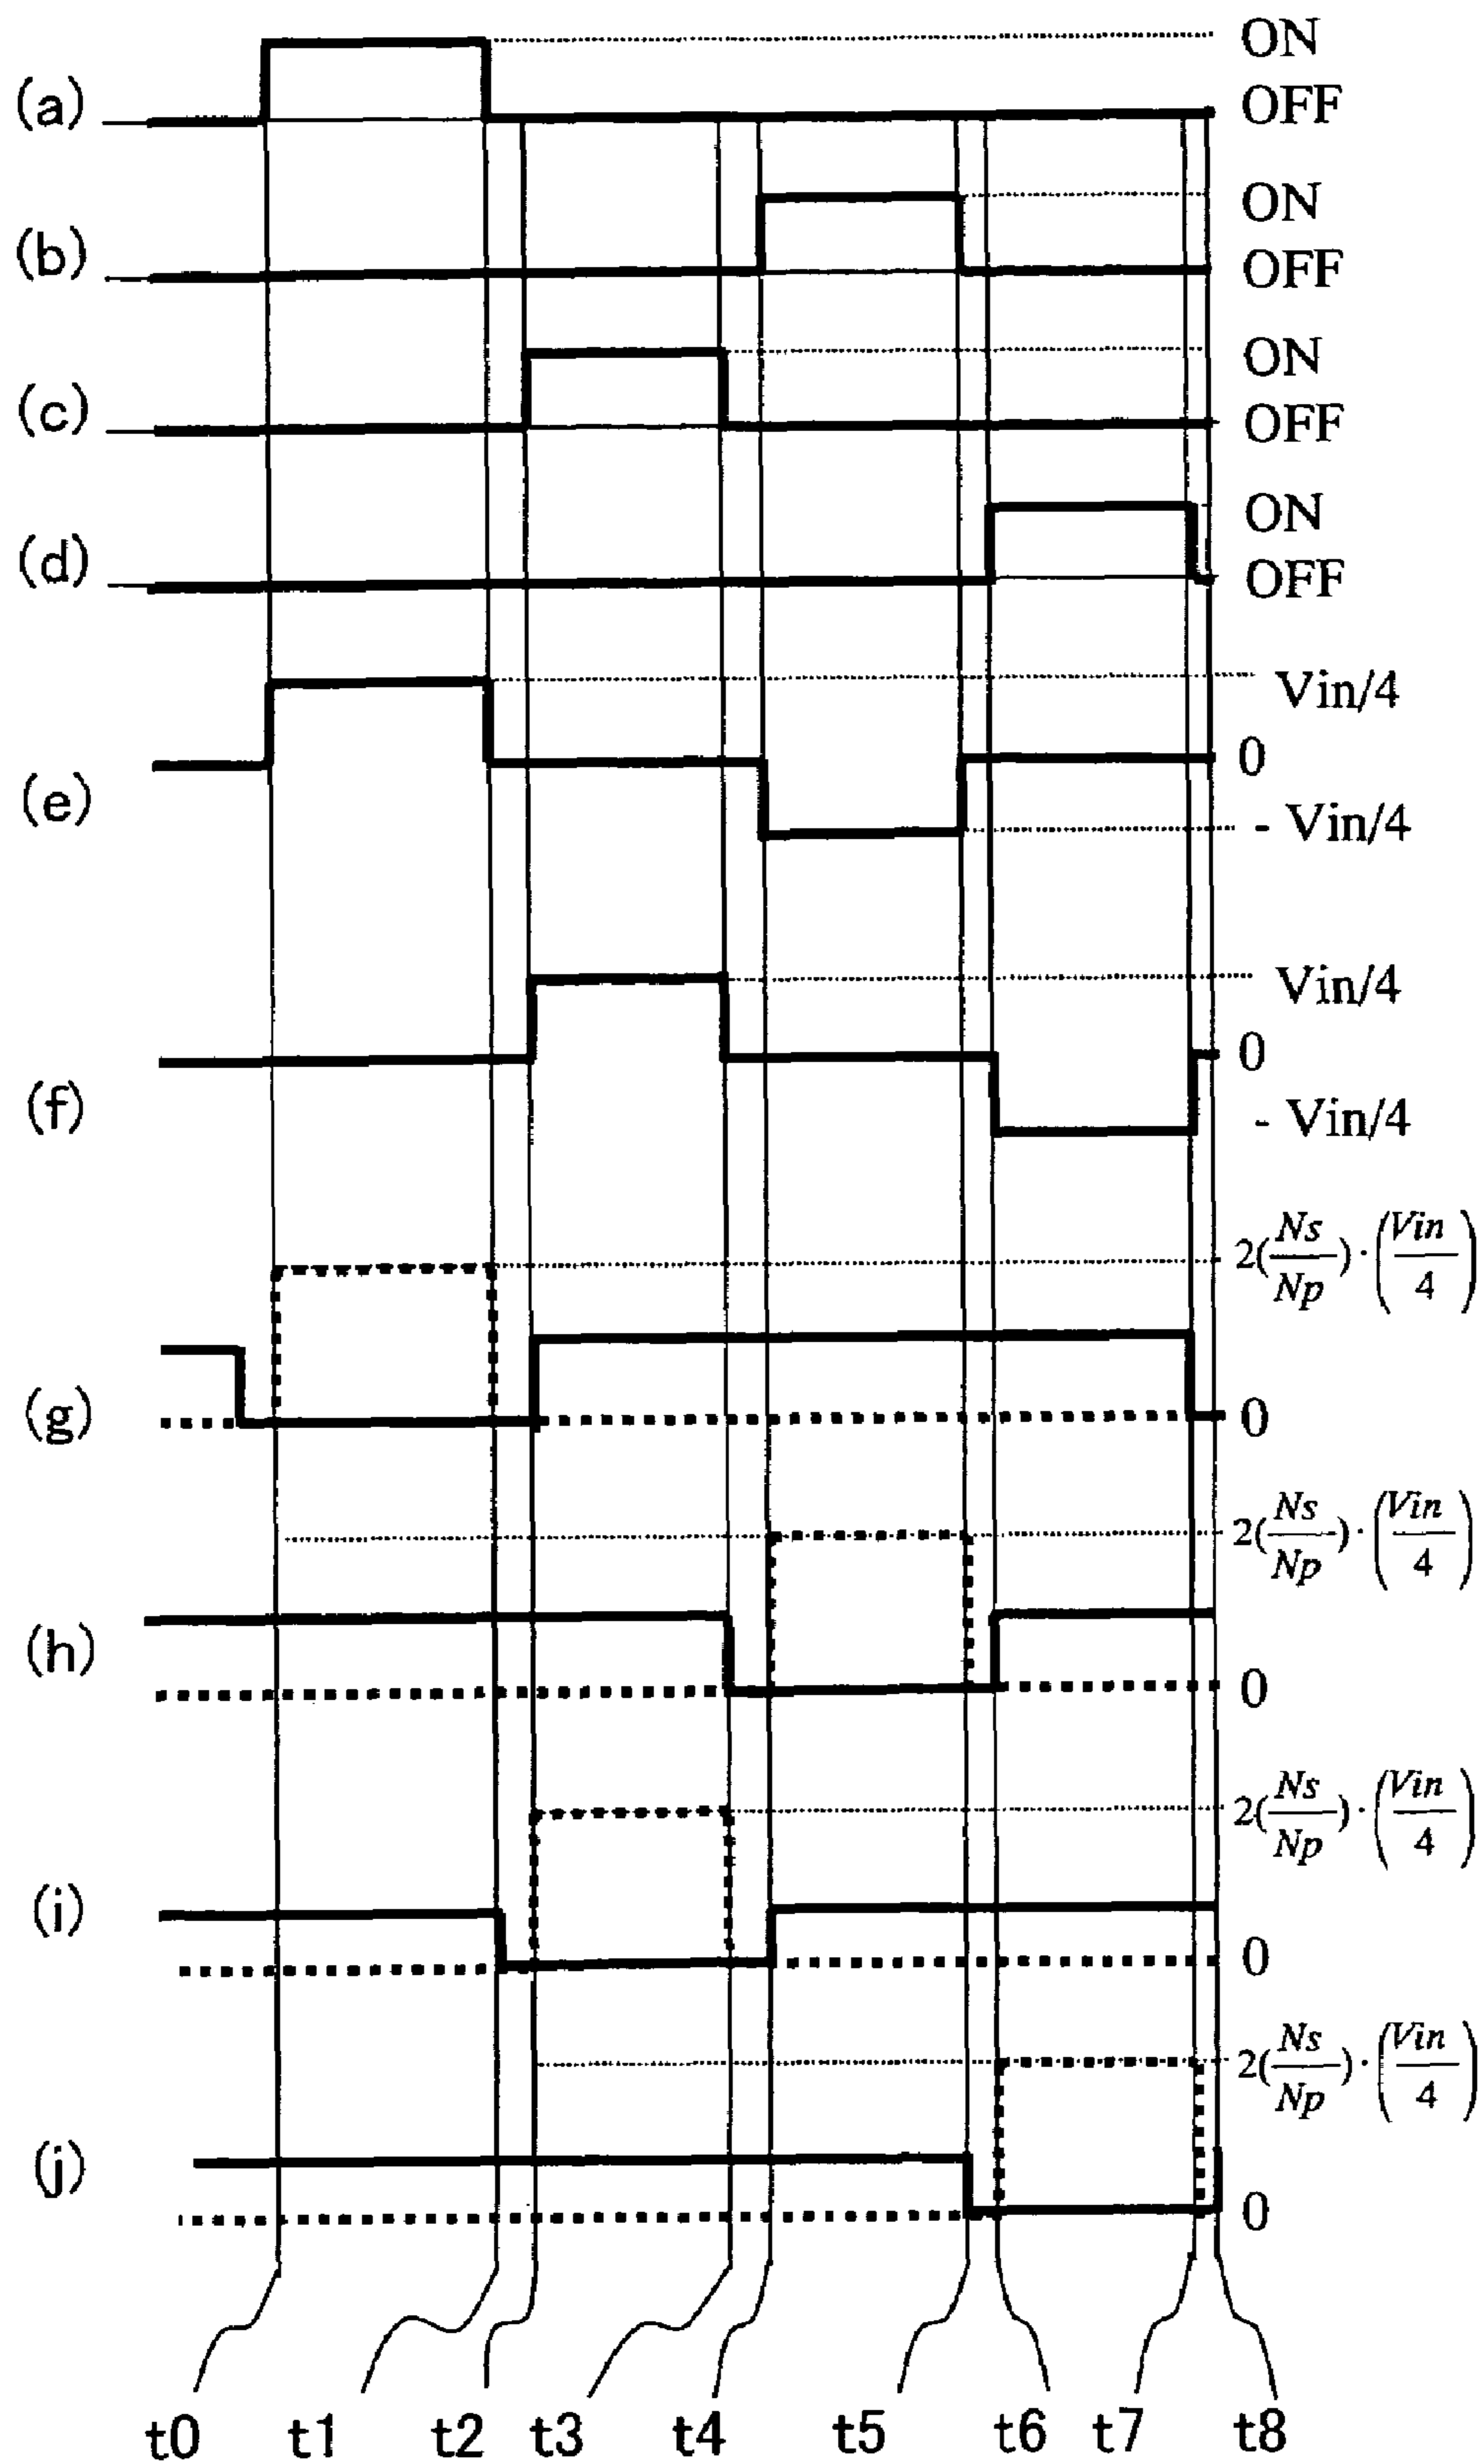 ON
(a) OFF
ON
(b) OFF
ON
(c) OFF
ON
(d) OFF
Vin/4
0
(e) - Vin/4
Vin/4
0
(f) - Vin/4
2(Ns/Np)·(Vin/4)
(g) 0
2(Ns/Np)·(Vin/4)
(h) 0
2(Ns/Np)·(Vin/4)
(i) 0
2(Ns/Np)·(Vin/4)
(j) 0
t0 t1 t2 t3 t4 t5 t6 t7 t8